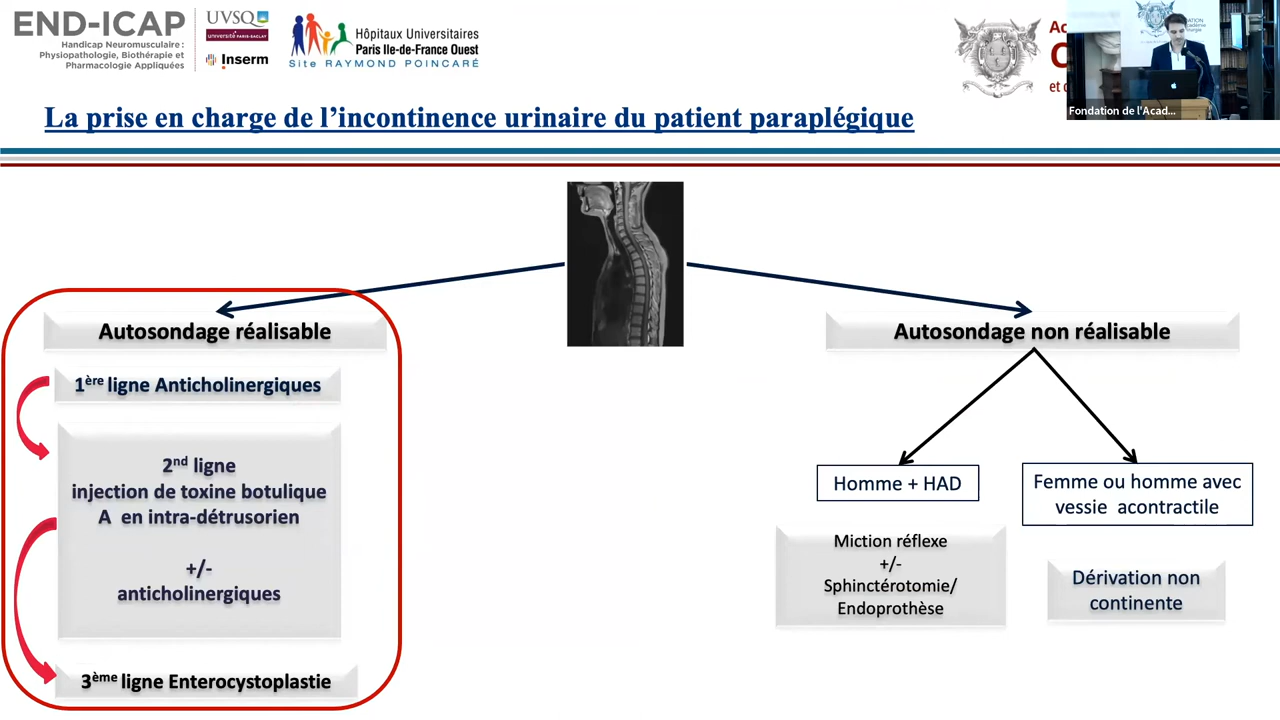 END-ICAP
Handicap Neuromusculaire :
Physiopathologie, Biothérapie et
Pharmacologie Appliquées
UVSQ
université PARIS-SACLAY
Inserm
Hôpitaux Universitaires
Paris Ile-de-France Ouest
Site RAYMOND POINCARÉ
Fondation de l'Acad...
La prise en charge de l'incontinence urinaire du patient paraplégique
Autosondage réalisable
Autosondage non réalisable
1ère ligne Anticholinergiques
2nd ligne
injection de toxine botulique
A en intra-détrusorien
+/-
anticholinergiques
3ème ligne Enterocystoplastie
Homme + HAD
Femme ou homme avec
vessie acontractile
Miction réflexe
+/-
Sphinctérotomie/
Endoprothèse
Dérivation non
continente